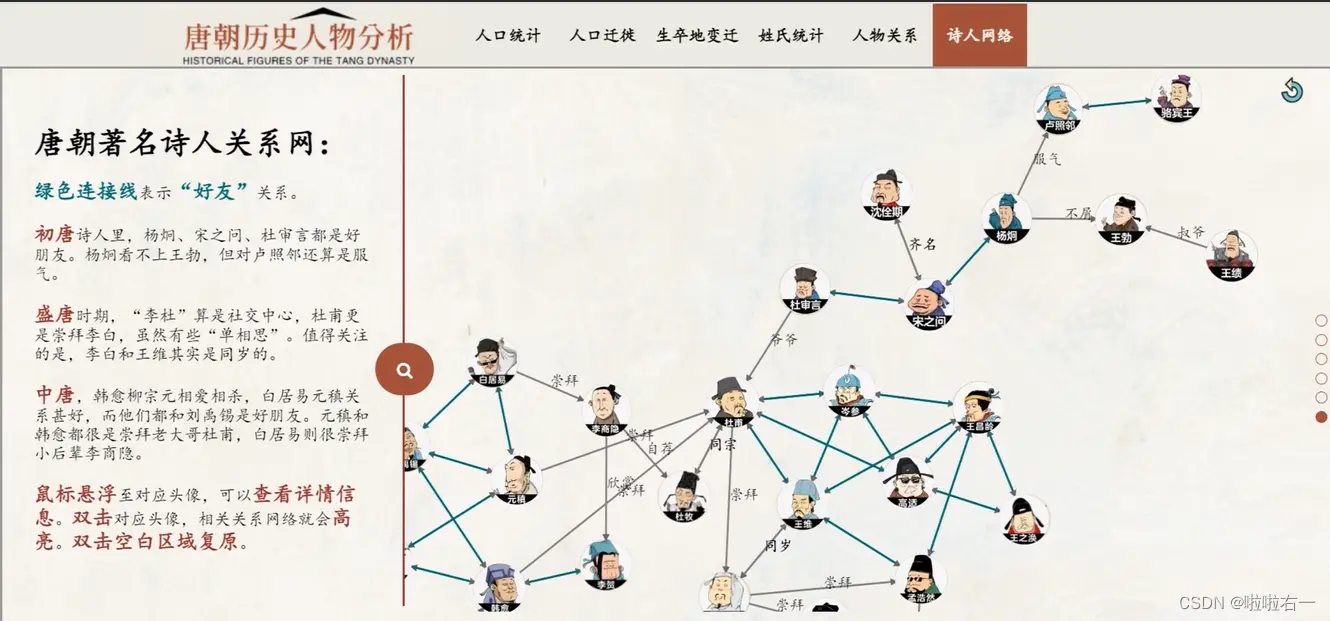 唐朝历史人物分析
HISTORICAL FIGURES OF THE TANG DYNASTY
人口统计 人口迁徙 生卒地变迁 姓氏统计 人物关系 诗人网络
唐朝著名诗人关系网：
绿色连接线表示“好友”关系。
初唐诗人里，杨炯、宋之问、杜审言都是好
朋友。杨炯看不上王勃，但对卢照邻还算是服
气。
盛唐时期，“李杜”算是社交中心，杜甫更
是崇拜李白，虽然有些“单相思”。值得关注
的是，李白和王维其实是同岁的。
中唐，韩愈柳宗元相爱相杀，白居易元稹关
系甚好，而他们都和刘禹锡是好朋友。元稹和
韩愈都很是崇拜老大哥杜甫，白居易则很崇拜
小后辈李商隐。
鼠标悬浮至对应头像，可以查看详情信
息。双击对应头像，相关关系网络就会高
亮。双击空白区域复原。
卢照邻
骆宾王
服气
沈佺期
杨炯
不屑
王勃
叔爷
王绩
齐名
杜审言
宋之问
爷爷
白居易
崇拜
李商隐
杜甫
岑参
王昌龄
崇拜
自荐
同宗
禹锡
元稹
欣赏
崇拜
杜牧
崇拜
王维
高适
王之涣
同岁
李贺
韩愈
崇拜
孟浩然
崇拜
CSDN @啦啦右一